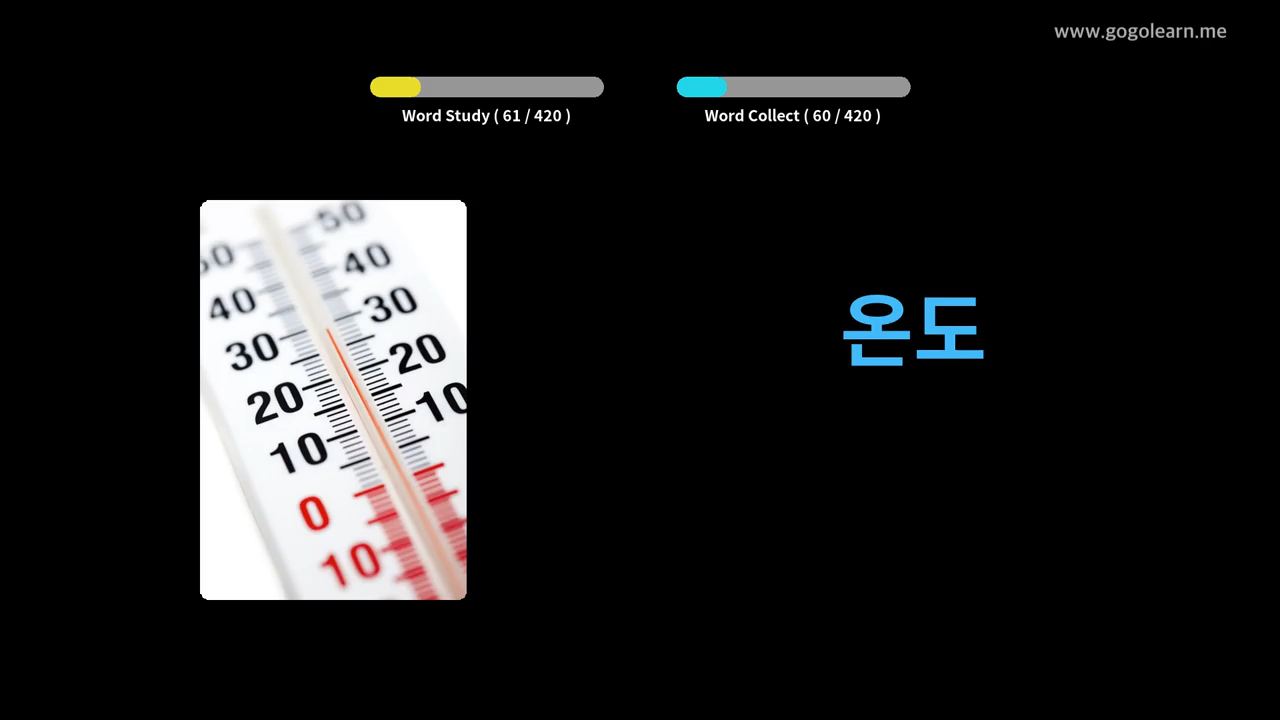 www.gogolearn.me
Word Study ( 61 / 420 )
Word Collect ( 60 / 420 )
온도
50
40
40
30
30
20
20
10
10
0
10